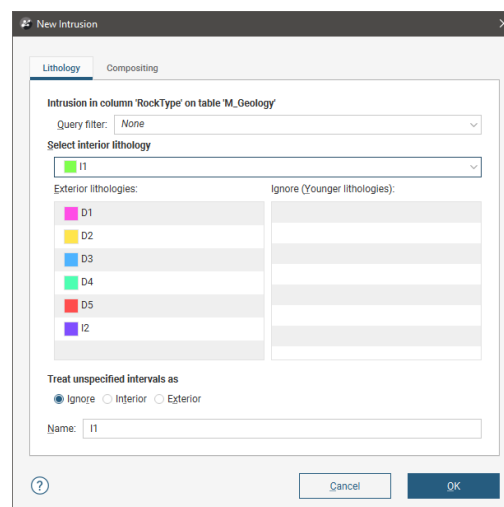 New Intrusion
Lithology Compositing
Intrusion in column 'RockType' on table 'M_Geology'
Query filter: None
Select interior lithology
I1
Exterior lithologies: Ignore (Younger lithologies):
D1
D2
D3
D4
D5
I2
Treat unspecified intervals as
Ignore Interior Exterior
Name: I1
? Cancel OK